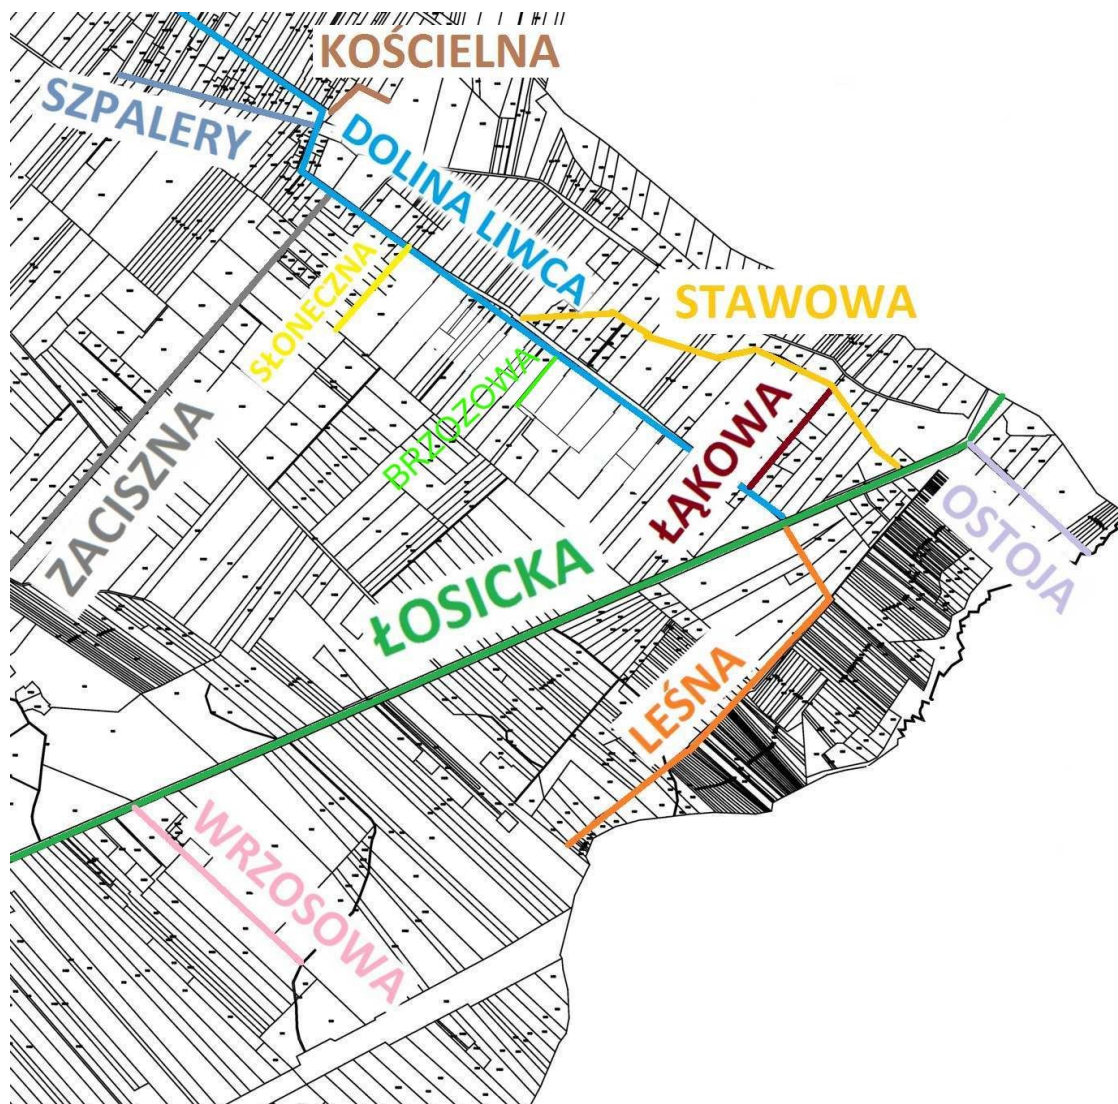 KOŚCIELNA
SZPALERY
DOLINA LIWCA
SŁONECZNA
STAWOWA
BRZOZOWA
ŁĄKOWA
ZACISZNA
OSTOJA
ŁOSICKA
LEŚNA
WRZOSOWA